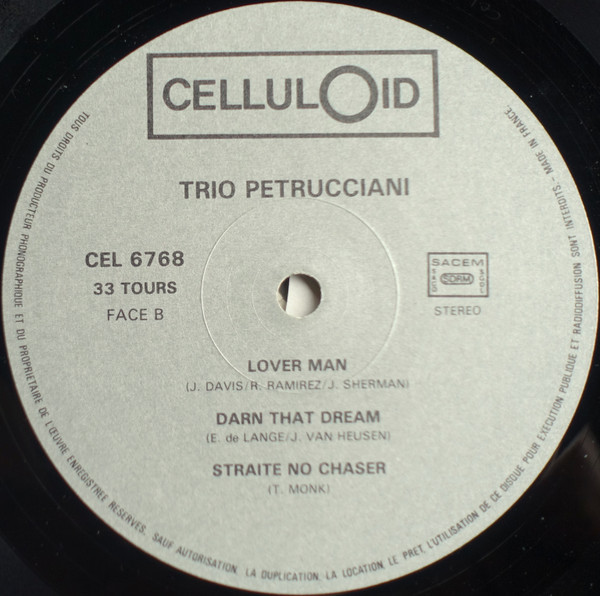 CELLULOID
TRIO PETRUCCIANI
CEL 6768
33 TOURS
FACE B
SACEM
SACD
SDRM
SCDL
STEREO
LOVER MAN
(J. DAVIS/R. RAMIREZ/J. SHERMAN)
DARN THAT DREAM
(E. de LANGE/J. VAN HEUSEN)
STRAITE NO CHASER
(T. MONK)
TOUS DROITS DU PRODUCTEUR PHONOGRAPHIQUE ET DU PROPRIETAIRE DE L'ŒUVRE ENREGISTREE RESERVES. SAUF AUTORISATION, LA DUPLICATION, LA LOCATION, LE PRET, L'UTILISATION DE CE DISQUE POUR EXECUTION PUBLIQUE ET RADIODIFFUSION SONT INTERDITS. - MADE IN FRANCE.